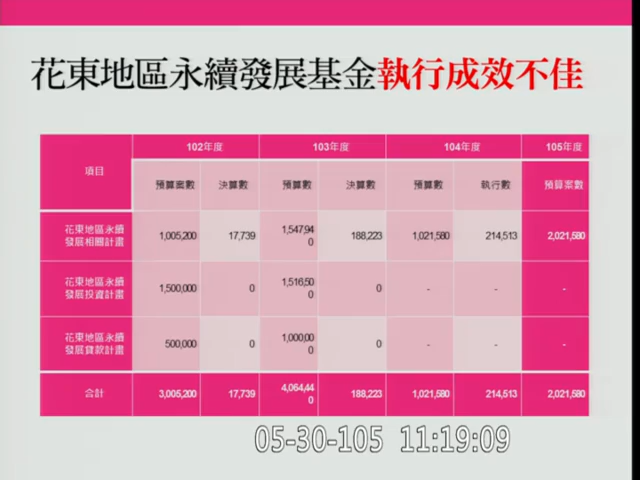 花東地區永續發展基金執行成效不佳
項目 102年度 103年度 104年度 105年度
預算案數 決算數 預算數 決算數 預算數 執行數 預算案數
花東地區永續
發展相關計畫 1,005,200 17,739 1,547,940 188,223 1,021,580 214,513 2,021,580
花東地區永續
發展投資計畫 1,500,000 0 1,516,500 0 - - -
花東地區永續
發展貸款計畫 500,000 0 1,000,000 0 - - -
合計 3,005,200 17,739 4,064,440 188,223 1,021,580 214,513 2,021,580
05-30-105 11:19:09